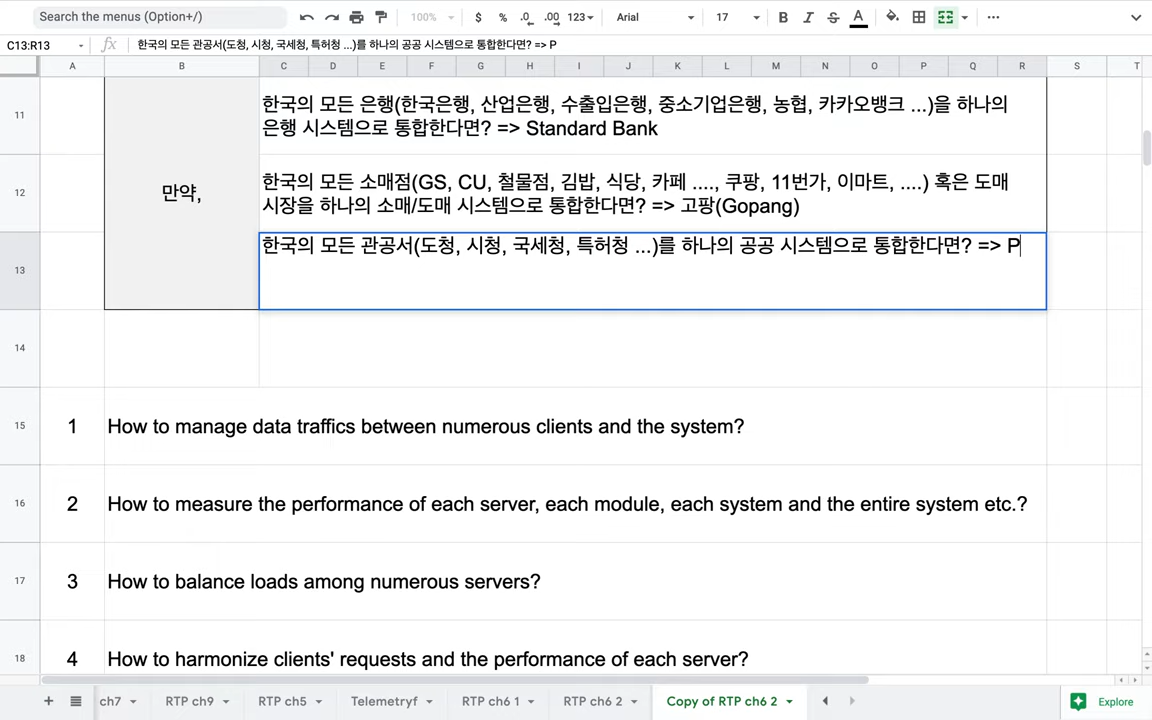 Search the menus (Option+/)
100%
$ % .0 .00 123
Arial
17
B I S A
C13:R13
fx 한국의 모든 관공서(도청, 시청, 국세청, 특허청 ...)를 하나의 공공 시스템으로 통합한다면? => P
A B C D E F G H I J K L M N O P Q R S T
11
한국의 모든 은행(한국은행, 산업은행, 수출입은행, 중소기업은행, 농협, 카카오뱅크 ...)을 하나의
은행 시스템으로 통합한다면? => Standard Bank
12
만약,
한국의 모든 소매점(GS, CU, 철물점, 김밥, 식당, 카페 ...., 쿠팡, 11번가, 이마트, ....) 혹은 도매
시장을 하나의 소매/도매 시스템으로 통합한다면? => 고팡(Gopang)
13
한국의 모든 관공서(도청, 시청, 국세청, 특허청 ...)를 하나의 공공 시스템으로 통합한다면? => P
14
15 1 How to manage data traffics between numerous clients and the system?
16 2 How to measure the performance of each server, each module, each system and the entire system etc.?
17 3 How to balance loads among numerous servers?
18 4 How to harmonize clients' requests and the performance of each server?
ch7 RTP ch9 RTP ch5 Telemetryf RTP ch6 1 RTP ch6 2 Copy of RTP ch6 2 Explore